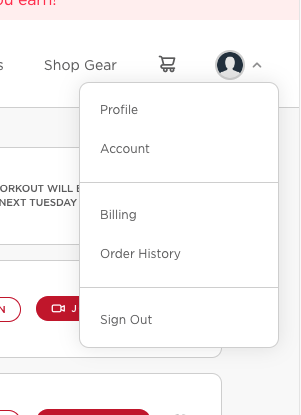 ou earn!
s
Shop Gear
Profile
Account
ORKOUT WILL
NEXT TUESDAY
Billing
Order History
N
J
Sign Out